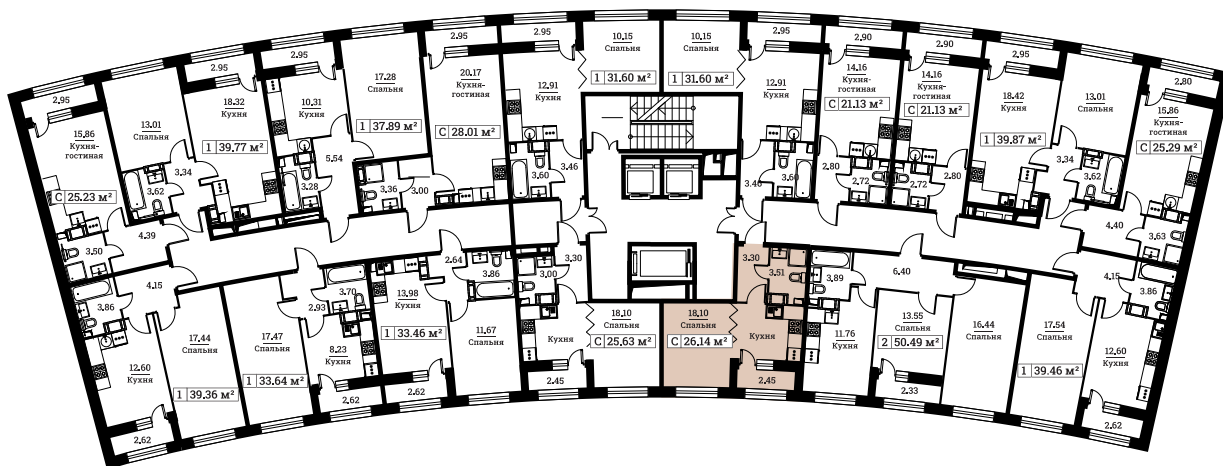 2.95
15.86
Кухня-
гостиная
С 25.23 м²
3.50
4.39
13.01
Спальня
3.62
3.34
2.95
18.32
Кухня
1 39.77 м²
2.95
10.31
Кухня
5.54
3.28
17.28
Спальня
1 37.89 м²
3.36
3.00
2.95
20.17
Кухня-
гостиная
С 28.01 м²
2.95
12.91
Кухня
3.60
3.46
10.15
Спальня
1 31.60 м²
10.15
Спальня
1 31.60 м²
2.95
12.91
Кухня
3.46
3.60
2.90
14.16
Кухня-
гостиная
С 21.13 м²
2.80
2.72
2.90
14.16
Кухня-
гостиная
С 21.13 м²
2.72
2.80
2.95
18.42
Кухня
1 39.87 м²
3.34
3.62
13.01
Спальня
2.80
15.86
Кухня-
гостиная
С 25.29 м²
4.40
3.63
3.86
4.15
12.60
Кухня
2.62
17.44
1 39.36 м²
17.47
1 33.64 м²
2.93
3.70
8.23
Кухня
2.62
13.98
Кухня
1 33.46 м²
2.62
2.64
3.86
11.67
Спальня
3.00
3.30
Кухня
2.45
18.10
Спальня
С 25.63 м²
3.30
3.51
18.10
Спальня
С 26.14 м²
Кухня
2.45
3.89
6.40
11.76
Кухня
13.55
Спальня
2 50.49 м²
2.33
16.44
Спальня
17.54
Спальня
1 39.46 м²
4.15
3.86
12.60
Кухня
2.62